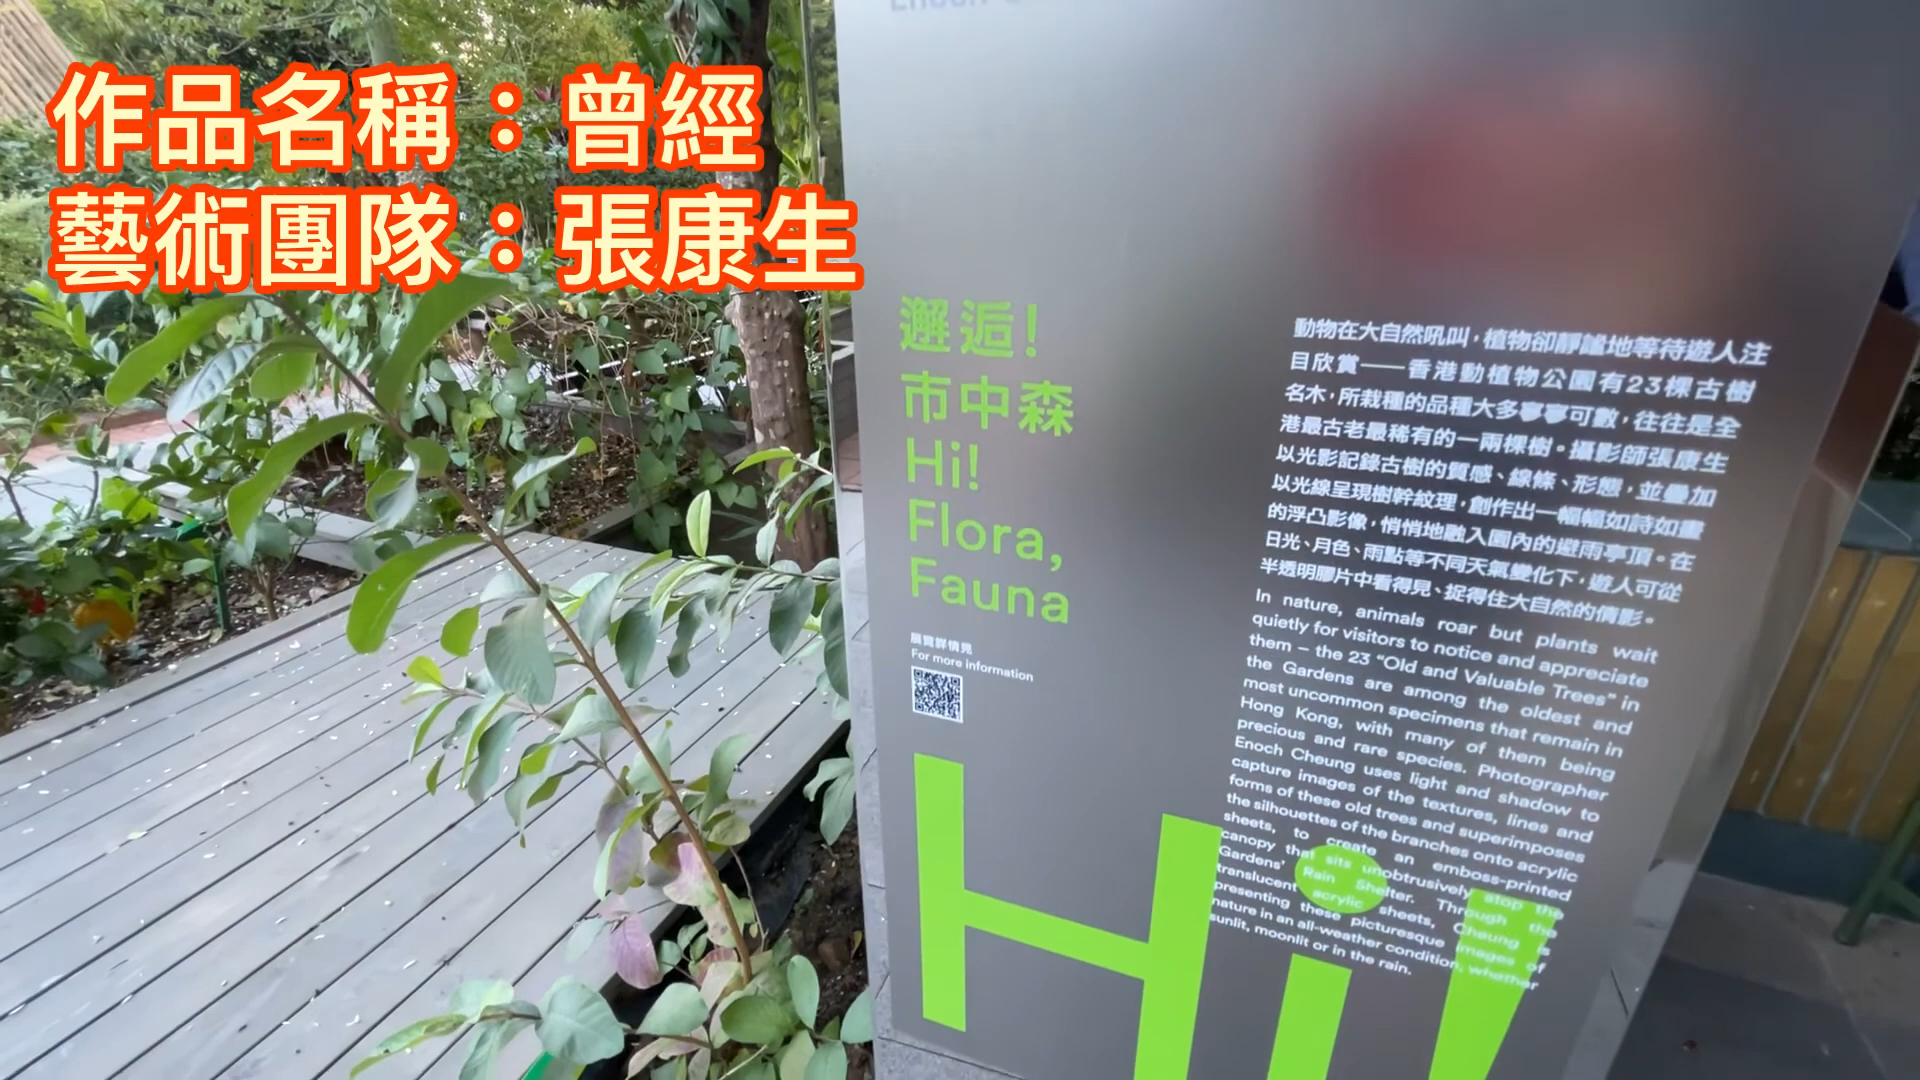 作品名稱：曾經
藝術團隊：張康生
邂逅！
市中森
Hi!
Flora,
Fauna
展覽詳情見
For more information
動物在大自然吼叫，植物卻靜謐地等待遊人注
目欣賞——香港動植物公園有23棵古樹
名木，所栽種的品種大多寥寥可數，往往是全
港最古老最稀有的一兩棵樹。攝影師張康生
以光影記錄古樹的質感、線條、形態，並疊加
以光線呈現樹幹紋理，創作出一幅幅如詩如畫
的浮凸影像，悄悄地融入園內的避雨亭頂。在
日光、月色、雨點等不同天氣變化下，遊人可從
半透明膠片中看得見、捉得住大自然的倩影。
In nature, animals roar but plants wait
quietly for visitors to notice and appreciate
them – the 23 “Old and Valuable Trees” in
the Gardens are among the oldest and
most uncommon specimens that remain in
Hong Kong, with many of them being
precious and rare species. Photographer
Enoch Cheung uses light and shadow to
capture images of the textures, lines and
forms of these old trees and superimposes
the silhouettes of the branches onto acrylic
sheets, to create an emboss-printed
canopy that sits unobtrusively atop the
Gardens’ Rain Shelter. Through the
translucent acrylic sheets, Cheung is
presenting these picturesque images of
nature in an all-weather condition, whether
sunlit, moonlit or in the rain.
Hi!